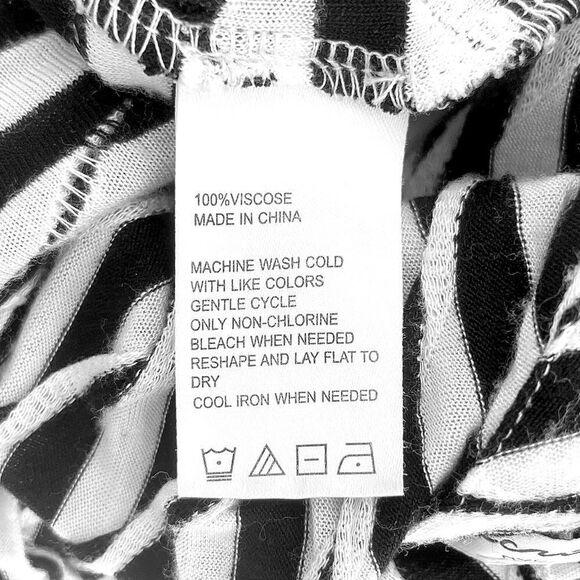 100%VISCOSE
MADE IN CHINA
MACHINE WASH COLD
WITH LIKE COLORS
GENTLE CYCLE
ONLY NON-CHLORINE
BLEACH WHEN NEEDED
RESHAPE AND LAY FLAT TO
DRY
COOL IRON WHEN NEEDED